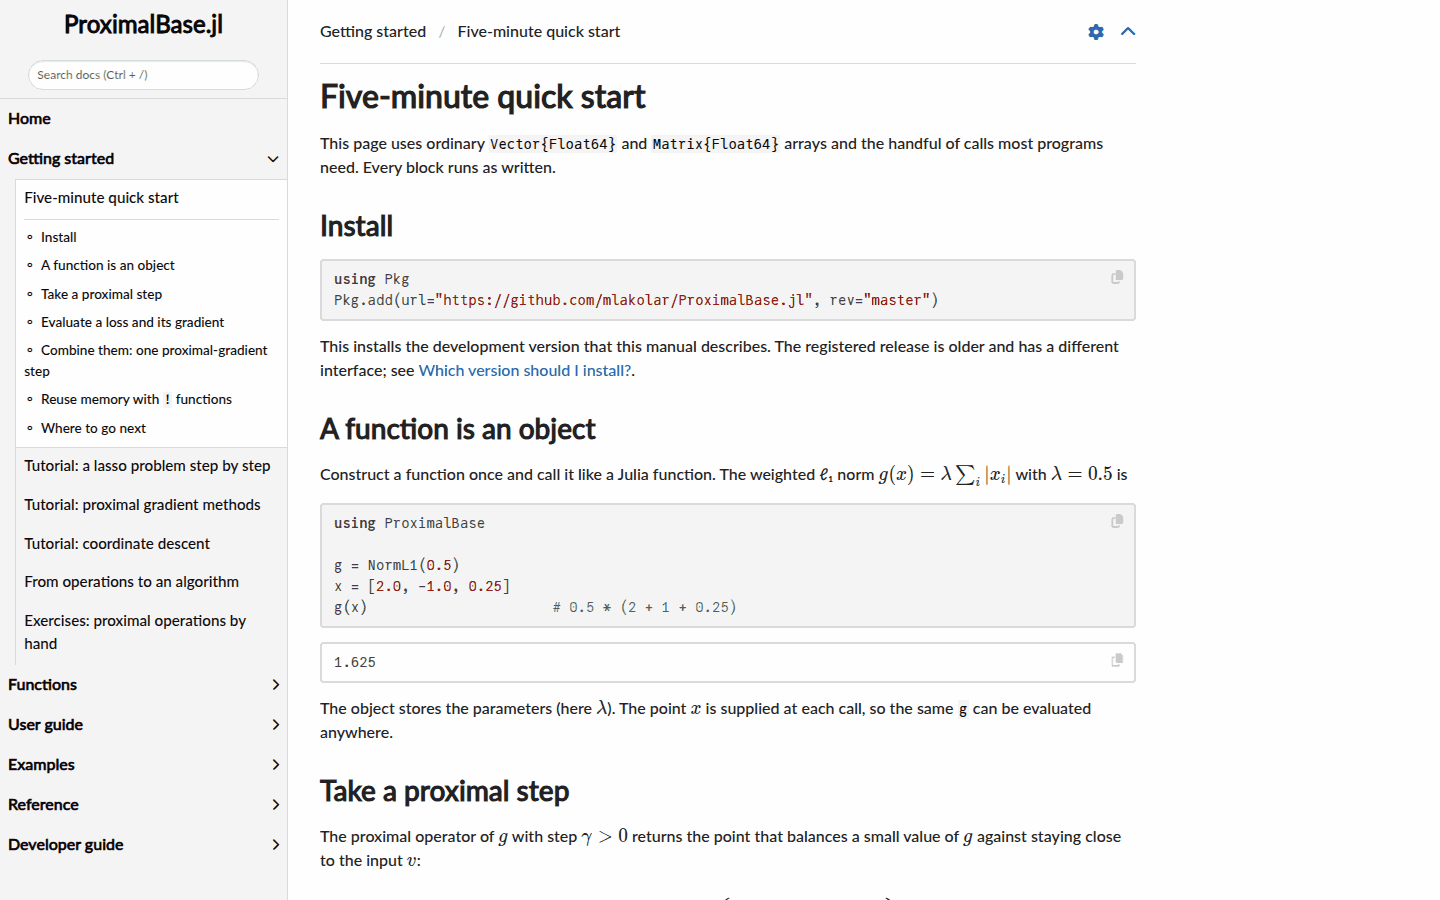 ProximalBase.jl
Search docs (Ctrl + /)
Home
Getting started
Five-minute quick start
Install
A function is an object
Take a proximal step
Evaluate a loss and its gradient
Combine them: one proximal-gradient
step
Reuse memory with ! functions
Where to go next
Tutorial: a lasso problem step by step
Tutorial: proximal gradient methods
Tutorial: coordinate descent
From operations to an algorithm
Exercises: proximal operations by
hand
Functions
User guide
Examples
Reference
Developer guide
Getting started / Five-minute quick start
Five-minute quick start
This page uses ordinary Vector{Float64} and Matrix{Float64} arrays and the handful of calls most programs
need. Every block runs as written.
Install
using Pkg
Pkg.add(url="https://github.com/mlakolar/ProximalBase.jl", rev="master")
This installs the development version that this manual describes. The registered release is older and has a different
interface; see Which version should I install?.
A function is an object
Construct a function once and call it like a Julia function. The weighted ℓ₁ norm g(x) = λ ∑ᵢ |xᵢ| with λ = 0.5 is
using ProximalBase
g = NormL1(0.5)
x = [2.0, -1.0, 0.25]
g(x) # 0.5 * (2 + 1 + 0.25)
1.625
The object stores the parameters (here λ). The point x is supplied at each call, so the same g can be evaluated
anywhere.
Take a proximal step
The proximal operator of g with step γ > 0 returns the point that balances a small value of g against staying close
to the input v: